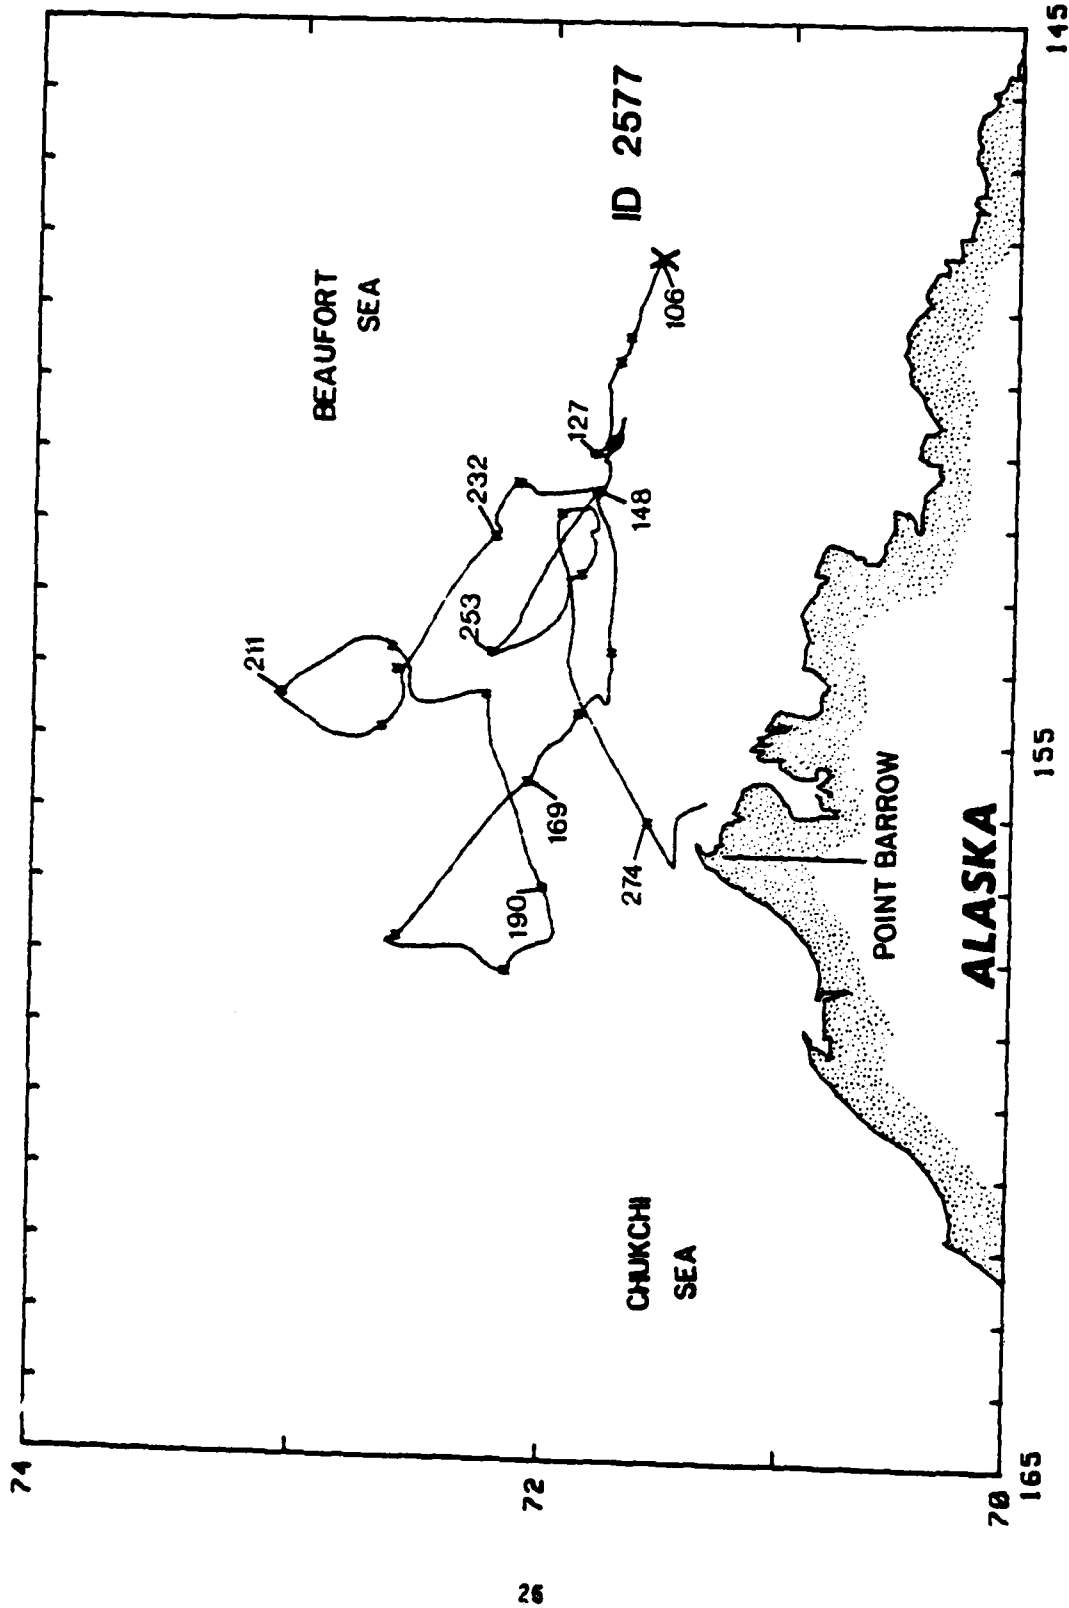 74
72
70
165
155
145
BEAUFORT
SEA
ID 2577
106
127
148
232
253
211
169
190
274
CHUKCHI
SEA
POINT BARROW
ALASKA
26